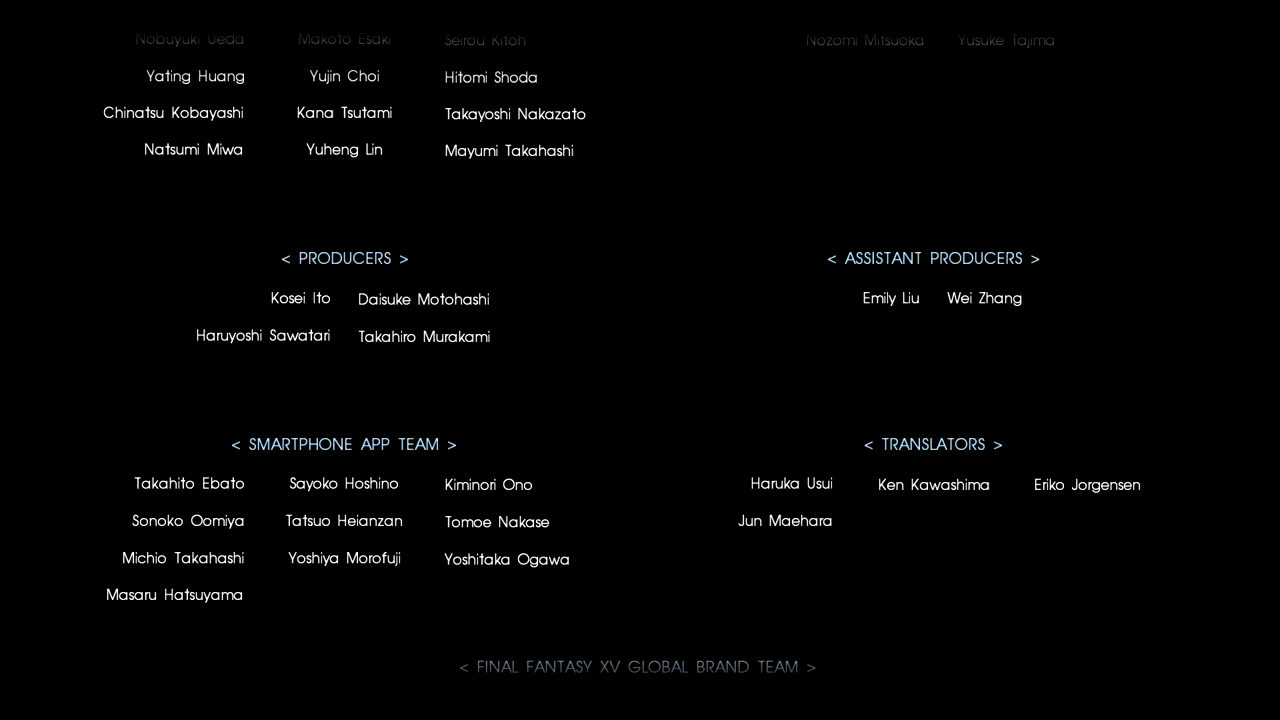 Nobuyuki Ueda Makoto Esaki Seirou Kitoh Nozomi Mitsuoka Yusuke Tajima
Yating Huang Yujin Choi Hitomi Shoda
Chinatsu Kobayashi Kana Tsutami Takayoshi Nakazato
Natsumi Miwa Yuheng Lin Mayumi Takahashi
< PRODUCERS >
Kosei Ito Daisuke Motohashi
Haruyoshi Sawatari Takahiro Murakami
< ASSISTANT PRODUCERS >
Emily Liu Wei Zhang
< SMARTPHONE APP TEAM >
Takahito Ebato Sayoko Hoshino Kiminori Ono
Sonoko Oomiya Tatsuo Heianzan Tomoe Nakase
Michio Takahashi Yoshiya Morofuji Yoshitaka Ogawa
Masaru Hatsuyama
< TRANSLATORS >
Haruka Usui Ken Kawashima Eriko Jorgensen
Jun Maehara
< FINAL FANTASY XV GLOBAL BRAND TEAM >